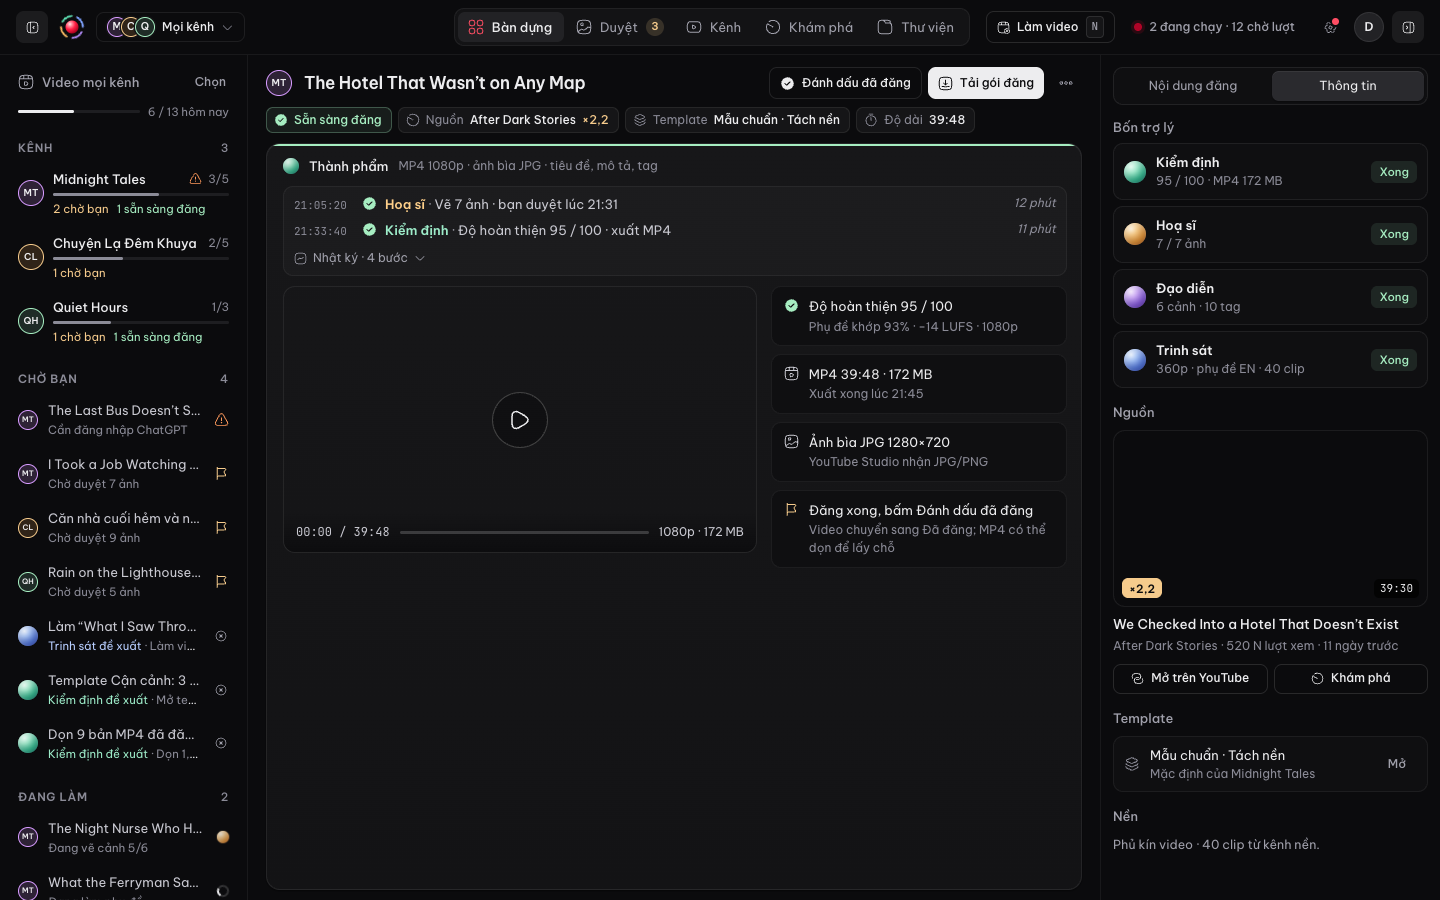 M C Q Mọi kênh
Bàn dựng
Duyệt 3
Kênh
Khám phá
Thư viện
Làm video N
2 đang chạy · 12 chờ lượt
D
Video mọi kênh Chọn
6 / 13 hôm nay
KÊNH 3
MT Midnight Tales 3/5
2 chờ bạn 1 sẵn sàng đăng
CL Chuyện Lạ Đêm Khuya 2/5
1 chờ bạn
QH Quiet Hours 1/3
1 chờ bạn 1 sẵn sàng đăng
CHỜ BẠN 4
MT The Last Bus Doesn’t S...
Cần đăng nhập ChatGPT
MT I Took a Job Watching ...
Chờ duyệt 7 ảnh
CL Căn nhà cuối hẻm và n...
Chờ duyệt 9 ảnh
QH Rain on the Lighthouse...
Chờ duyệt 5 ảnh
Làm “What I Saw Thro...
Trinh sát đề xuất · Làm vi...
Template Cận cảnh: 3 ...
Kiểm định đề xuất · Mở te...
Dọn 9 bản MP4 đã đă...
Kiểm định đề xuất · Dọn 1,...
ĐANG LÀM 2
MT The Night Nurse Who H...
Đang vẽ cảnh 5/6
MT What the Ferryman Sa...
MT The Hotel That Wasn’t on Any Map
Đánh dấu đã đăng
Tải gói đăng
Sẵn sàng đăng
Nguồn After Dark Stories ×2,2
Template Mẫu chuẩn · Tách nền
Độ dài 39:48
Thành phẩm MP4 1080p · ảnh bìa JPG · tiêu đề, mô tả, tag
21:05:20 Hoạ sĩ · Vẽ 7 ảnh · bạn duyệt lúc 21:31 12 phút
21:33:40 Kiểm định · Độ hoàn thiện 95 / 100 · xuất MP4 11 phút
Nhật ký · 4 bước
00:00 / 39:48 1080p · 172 MB
Độ hoàn thiện 95 / 100
Phụ đề khớp 93% · −14 LUFS · 1080p
MP4 39:48 · 172 MB
Xuất xong lúc 21:45
Ảnh bìa JPG 1280×720
YouTube Studio nhận JPG/PNG
Đăng xong, bấm Đánh dấu đã đăng
Video chuyển sang Đã đăng; MP4 có thể
dọn để lấy chỗ
Nội dung đăng
Thông tin
Bốn trợ lý
Kiểm định
95 / 100 · MP4 172 MB
Xong
Hoạ sĩ
7 / 7 ảnh
Xong
Đạo diễn
6 cảnh · 10 tag
Xong
Trinh sát
360p · phụ đề EN · 40 clip
Xong
Nguồn
×2,2 39:30
We Checked Into a Hotel That Doesn’t Exist
After Dark Stories · 520 N lượt xem · 11 ngày trước
Mở trên YouTube
Khám phá
Template
Mẫu chuẩn · Tách nền
Mặc định của Midnight Tales
Mở
Nền
Phủ kín video · 40 clip từ kênh nền.